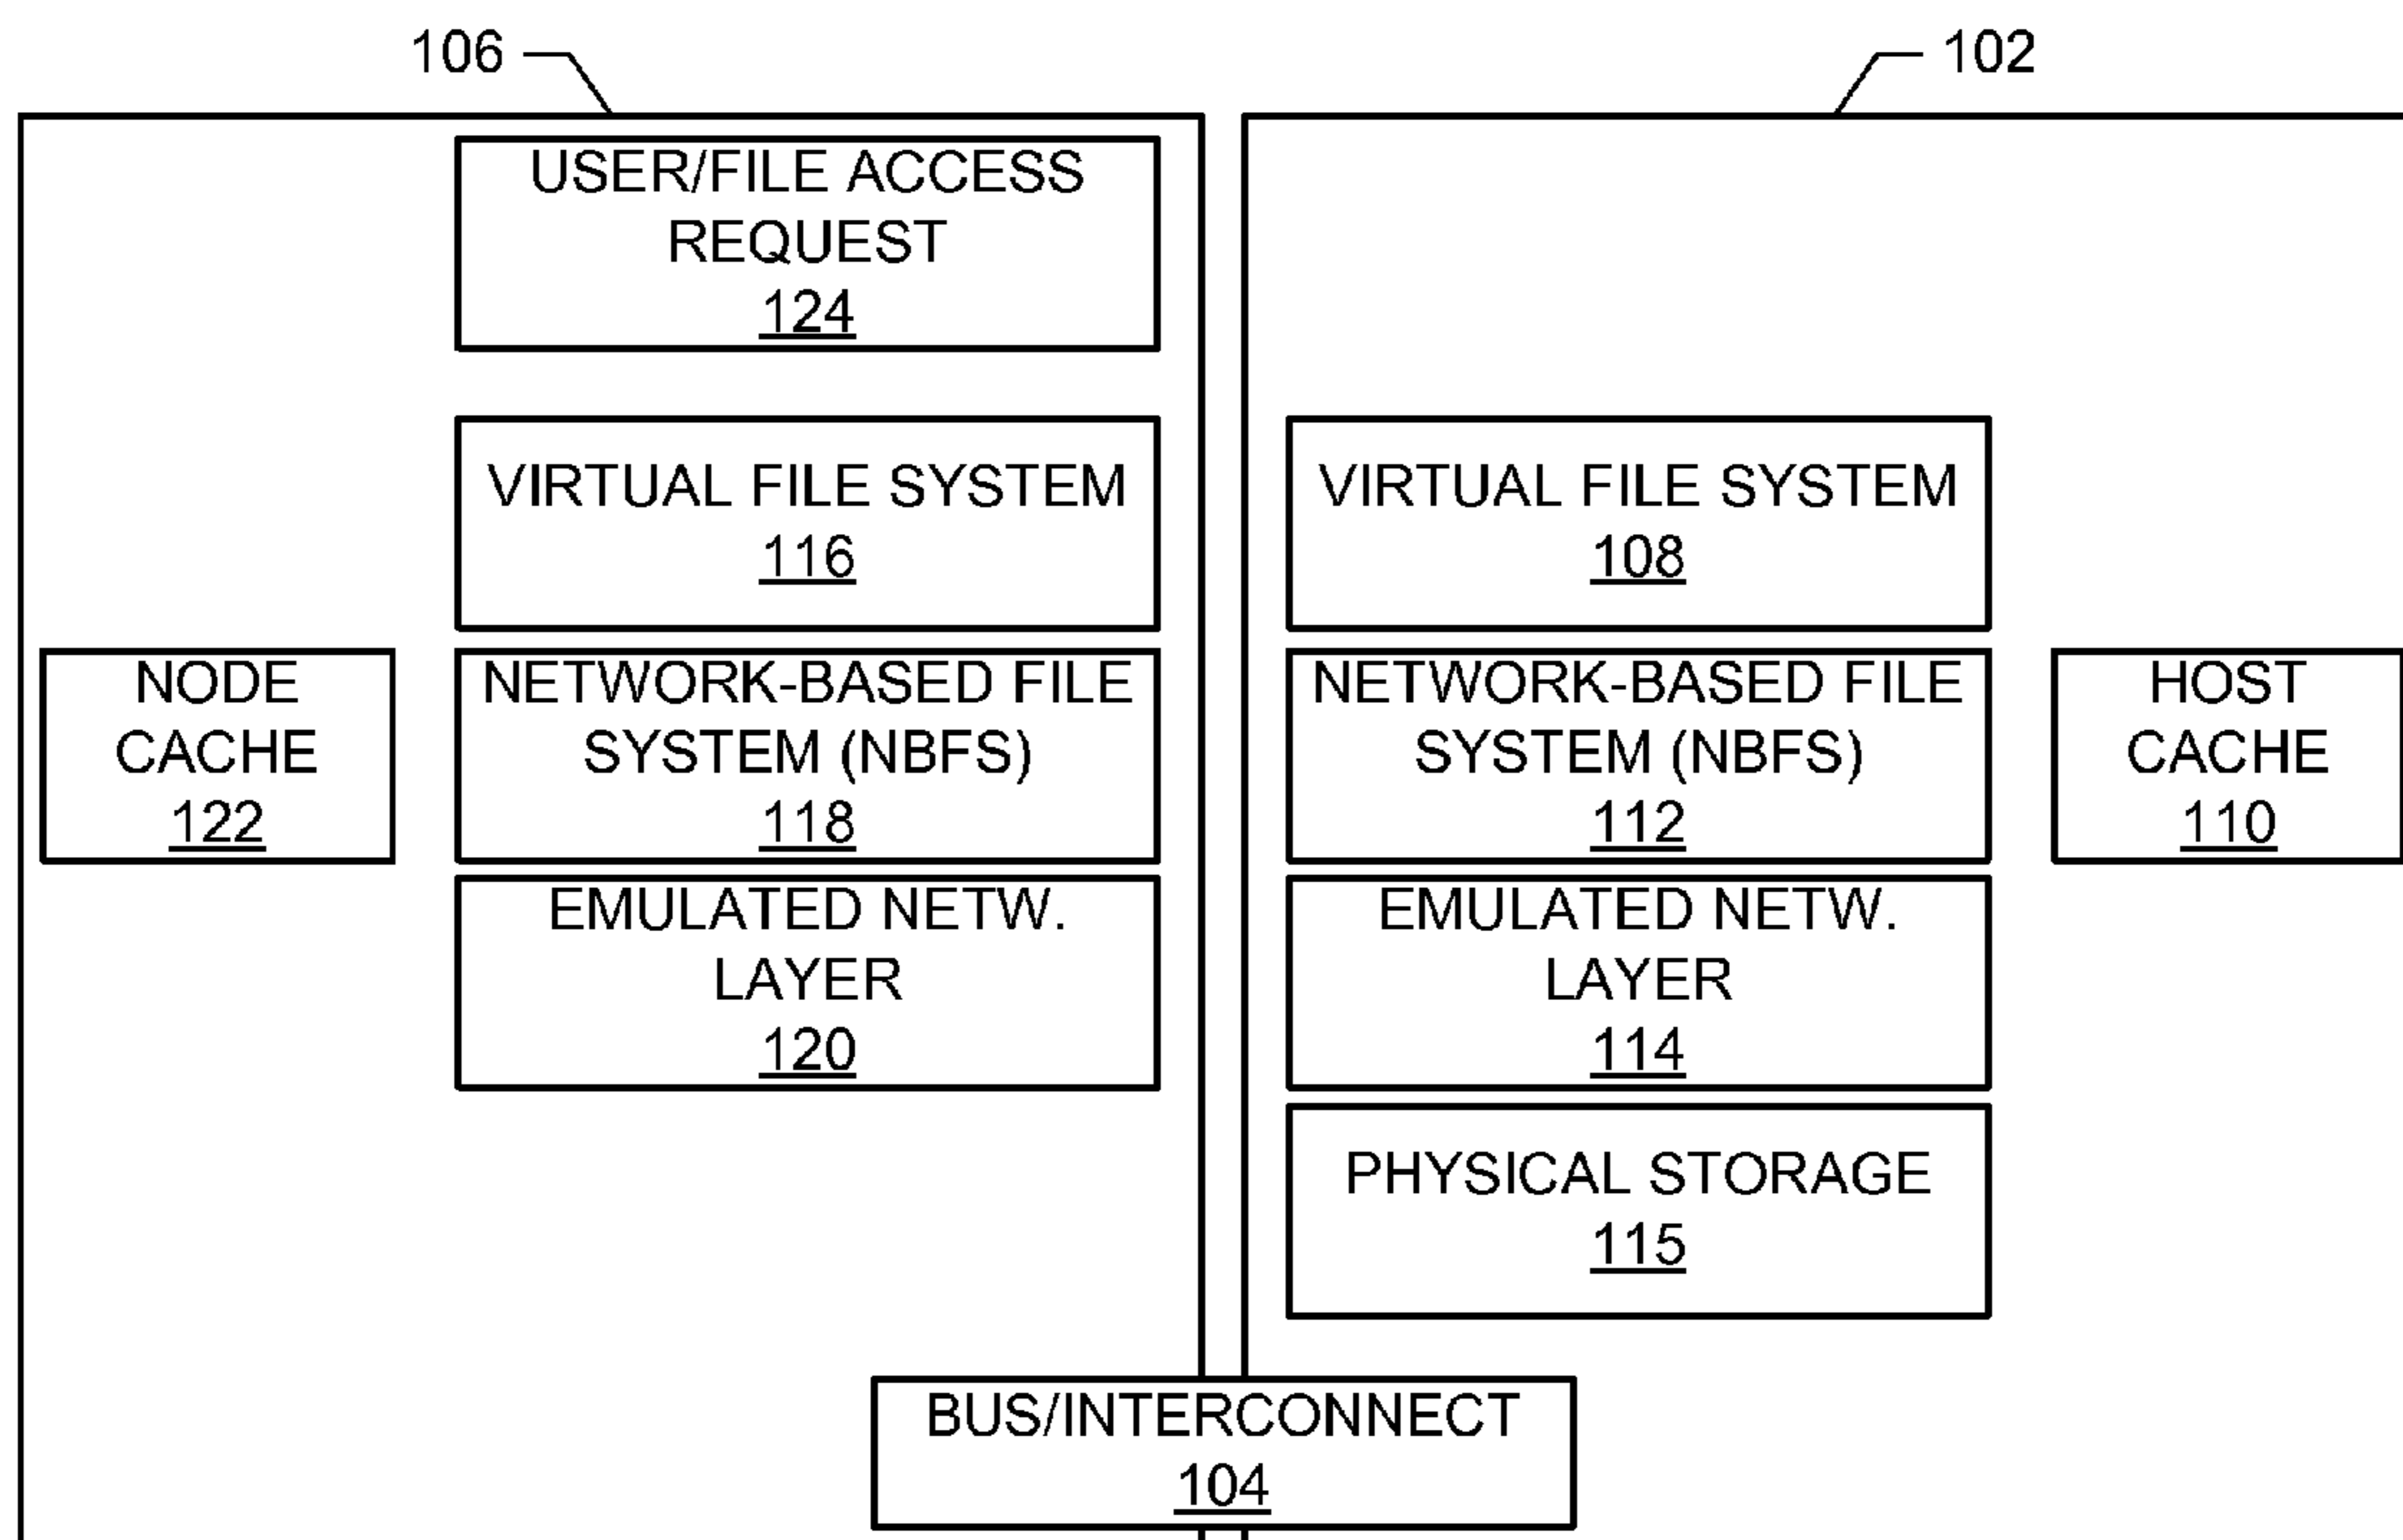 106
102
USER/FILE ACCESS
REQUEST
124
VIRTUAL FILE SYSTEM
116
VIRTUAL FILE SYSTEM
108
NODE
CACHE
122
NETWORK-BASED FILE
SYSTEM (NBFS)
118
NETWORK-BASED FILE
SYSTEM (NBFS)
112
HOST
CACHE
110
EMULATED NETW.
LAYER
120
EMULATED NETW.
LAYER
114
PHYSICAL STORAGE
115
BUS/INTERCONNECT
104